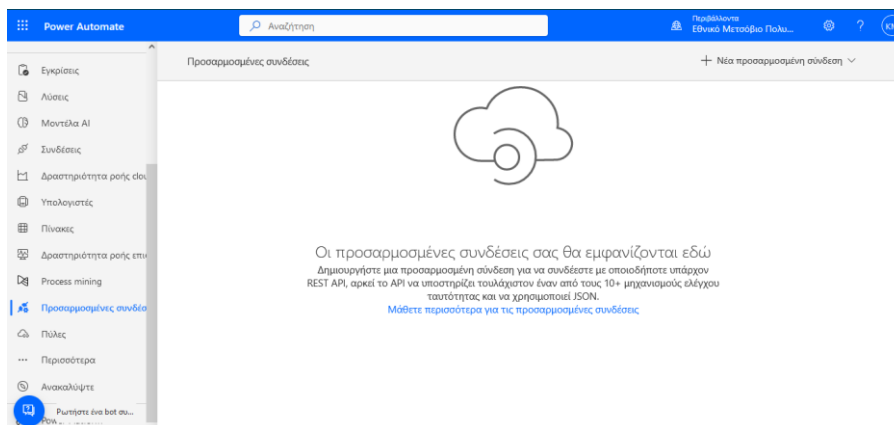 Power Automate
Αναζήτηση
Περιβάλλοντα
Εθνικό Μετσόβιο Πολυ...
?
Εγκρίσεις
Λύσεις
Μοντέλα AI
Συνδέσεις
Δραστηριότητα ροής clou
Υπολογιστές
Πίνακες
Δραστηριότητα ροής επι
Process mining
Προσαρμοσμένες συνδέσ
Πύλες
Περισσότερα
Ανακαλύψτε
Ρωτήστε ένα bot συ...
Προσαρμοσμένες συνδέσεις
+ Νέα προσαρμοσμένη σύνδεση
Οι προσαρμοσμένες συνδέσεις σας θα εμφανίζονται εδώ
Δημιουργήστε μια προσαρμοσμένη σύνδεση για να συνδέεστε με οποιοδήποτε υπάρχον
REST API, αρκεί το API να υποστηρίζει τουλάχιστον έναν από τους 10+ μηχανισμούς ελέγχου
ταυτότητας και να χρησιμοποιεί JSON.
Μάθετε περισσότερα για τις προσαρμοσμένες συνδέσεις